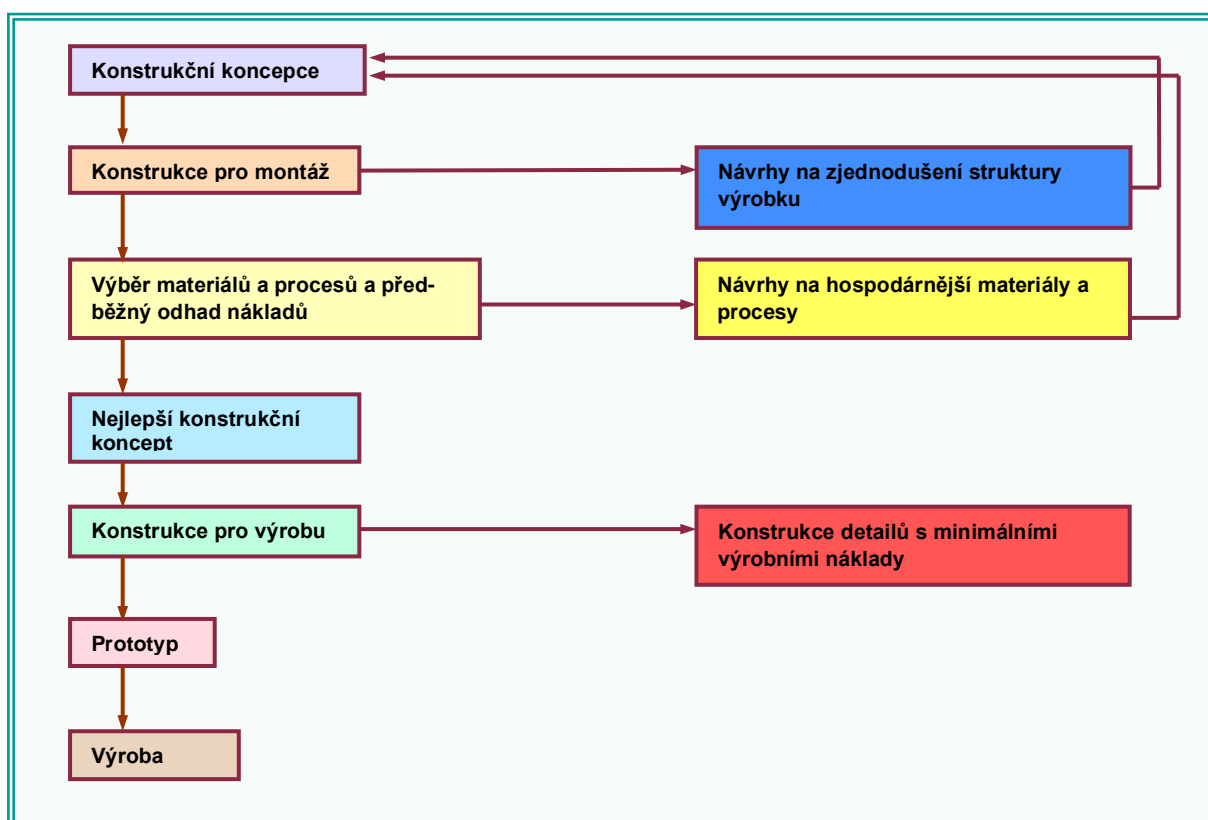 Konstrukční koncepce
Konstrukce pro montáž
Návrhy na zjednodušení struktury
výrobku
Výběr materiálů a procesů a před-
běžný odhad nákladů
Návrhy na hospodárnější materiály a
procesy
Nejlepší konstrukční
koncept
Konstrukce pro výrobu
Konstrukce detailů s minimálními
výrobními náklady
Prototyp
Výroba